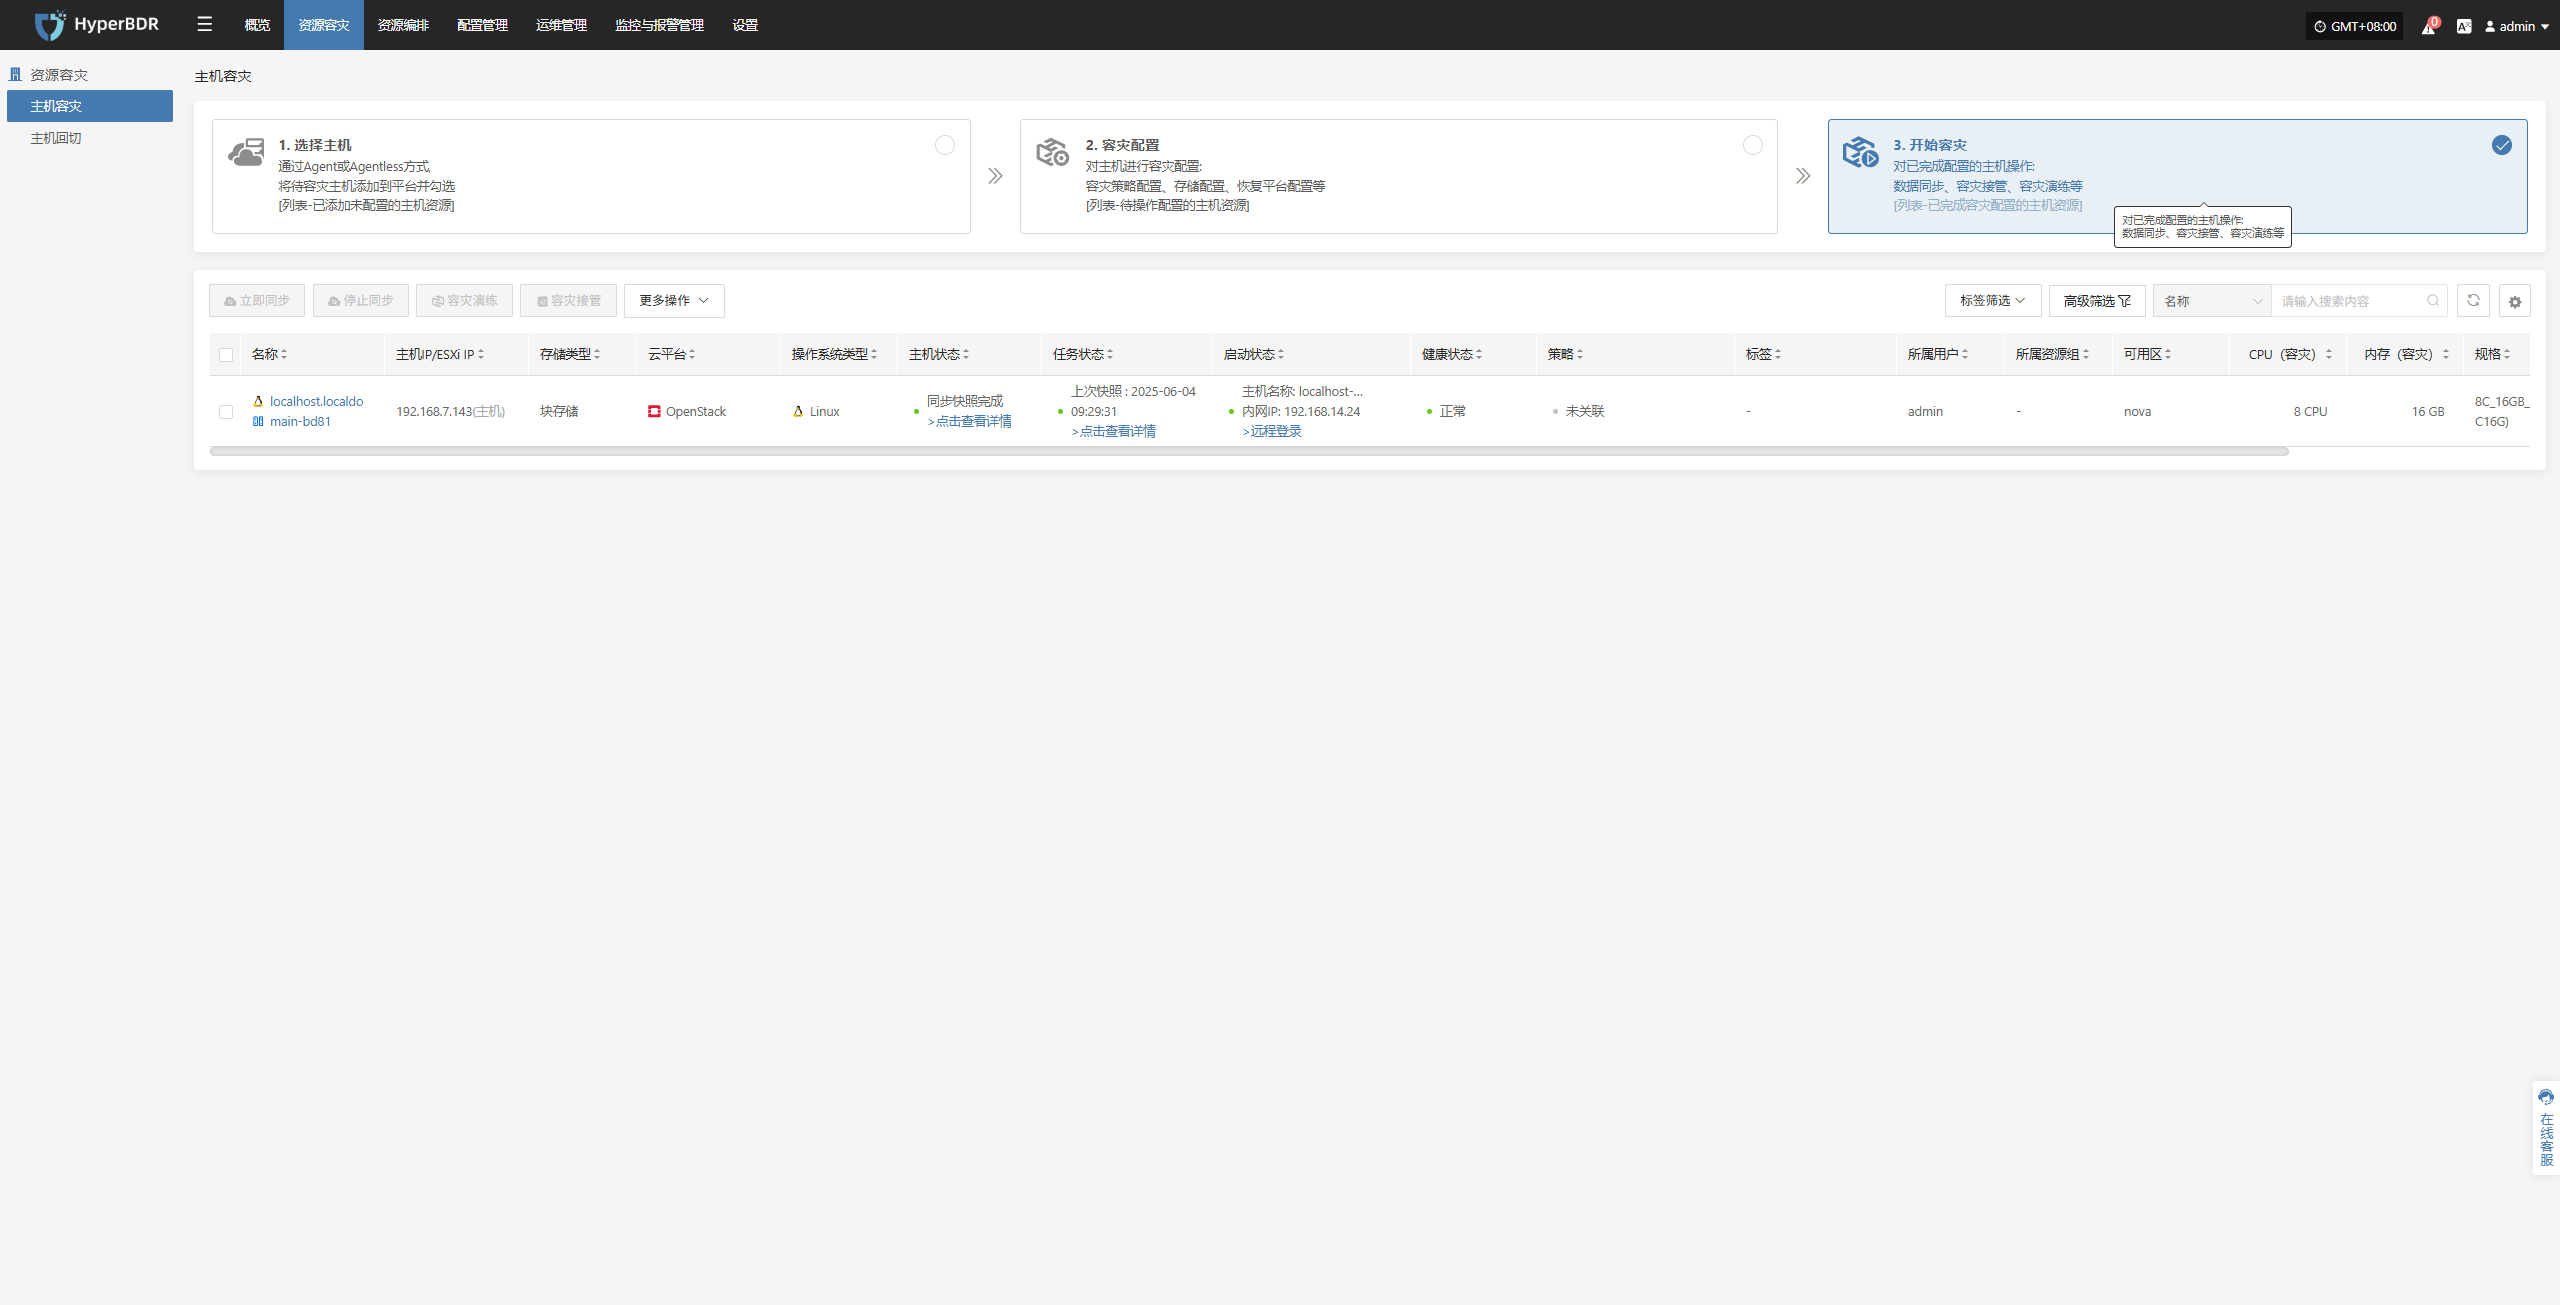 HyperBDR
概览
资源容灾
资源编排
配置管理
运维管理
监控与报警管理
设置
GMT+08:00
0
admin
资源容灾
主机容灾
主机回切
主机容灾
1. 选择主机
通过Agent或Agentless方式,
将待容灾主机添加到平台并勾选
[列表-已添加未配置的主机资源]
2. 容灾配置
对主机进行容灾配置:
容灾策略配置、存储配置、恢复平台配置等
[列表-待操作配置的主机资源]
3. 开始容灾
对已完成配置的主机操作:
数据同步、容灾接管、容灾演练等
[列表-已完成容灾配置的主机资源]
对已完成配置的主机操作:
数据同步、容灾接管、容灾演练等
立即同步
停止同步
容灾演练
容灾接管
更多操作
标签筛选
高级筛选
名称
请输入搜索内容
名称
主机IP/ESXi IP
存储类型
云平台
操作系统类型
主机状态
任务状态
启动状态
健康状态
策略
标签
所属用户
所属资源组
可用区
CPU（容灾）
内存（容灾）
规格
localhost.localdo
main-bd81
192.168.7.143(主机)
块存储
OpenStack
Linux
同步快照完成
>点击查看详情
上次快照 : 2025-06-04
09:29:31
>点击查看详情
主机名称: localhost-...
内网IP: 192.168.14.24
>远程登录
正常
未关联
-
admin
-
nova
8 CPU
16 GB
8C_16GB_
C16G)
在线客服